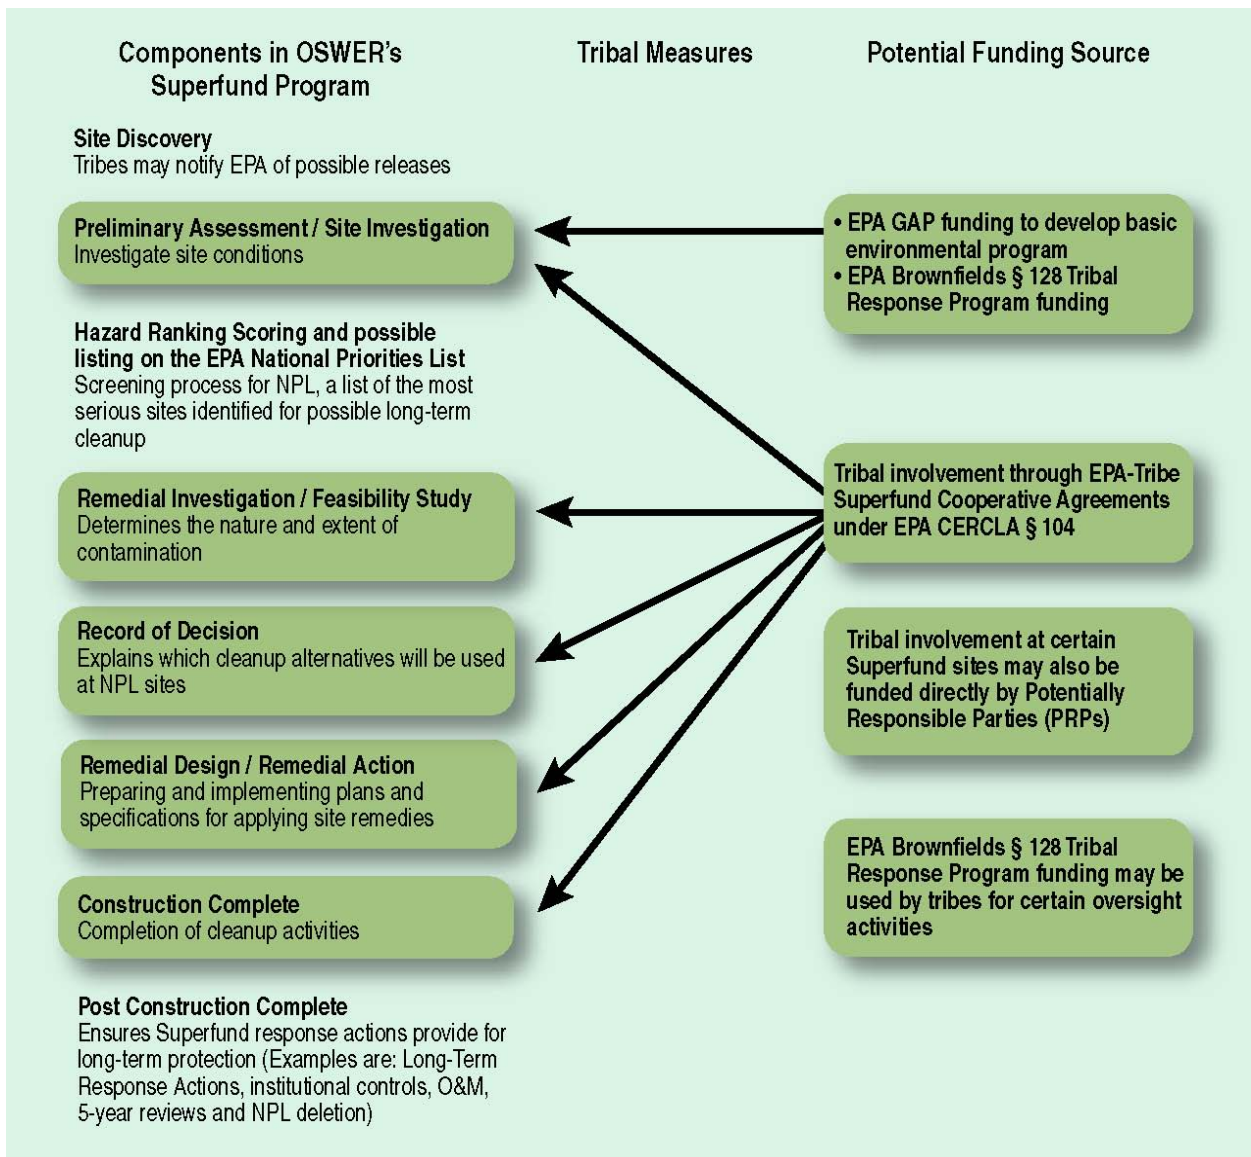 Components in OSWER's
Superfund Program
Tribal Measures
Potential Funding Source
Site Discovery
Tribes may notify EPA of possible releases
Preliminary Assessment / Site Investigation
Investigate site conditions
Hazard Ranking Scoring and possible
listing on the EPA National Priorities List
Screening process for NPL, a list of the most
serious sites identified for possible long-term
cleanup
Remedial Investigation / Feasibility Study
Determines the nature and extent of
contamination
Record of Decision
Explains which cleanup alternatives will be used
at NPL sites
Remedial Design / Remedial Action
Preparing and implementing plans and
specifications for applying site remedies
Construction Complete
Completion of cleanup activities
Post Construction Complete
Ensures Superfund response actions provide for
long-term protection (Examples are: Long-Term
Response Actions, institutional controls, O&M,
5-year reviews and NPL deletion)
• EPA GAP funding to develop basic
environmental program
• EPA Brownfields § 128 Tribal
Response Program funding
Tribal involvement through EPA-Tribe
Superfund Cooperative Agreements
under EPA CERCLA § 104
Tribal involvement at certain
Superfund sites may also be
funded directly by Potentially
Responsible Parties (PRPs)
EPA Brownfields § 128 Tribal
Response Program funding may be
used by tribes for certain oversight
activities